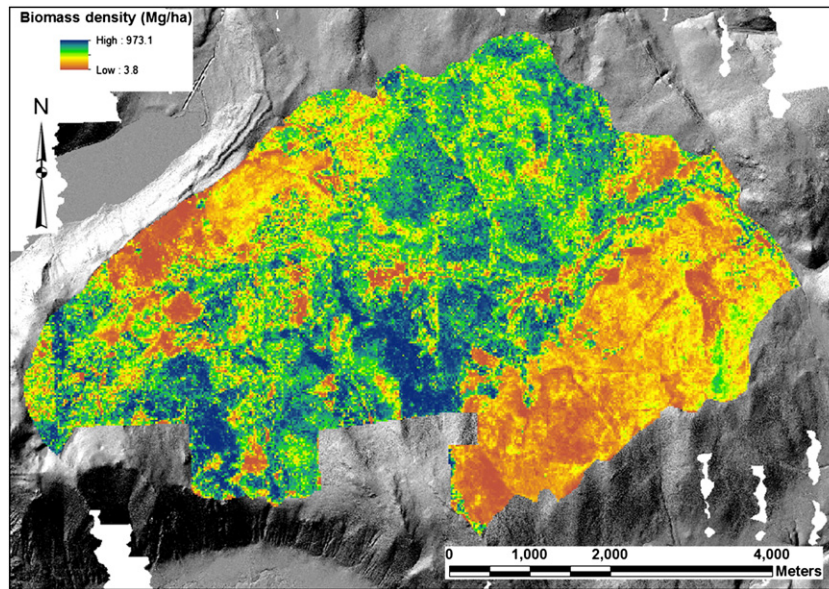 Biomass density (Mg/ha)
High : 973.1
Low : 3.8
N
0 1,000 2,000 4,000
Meters